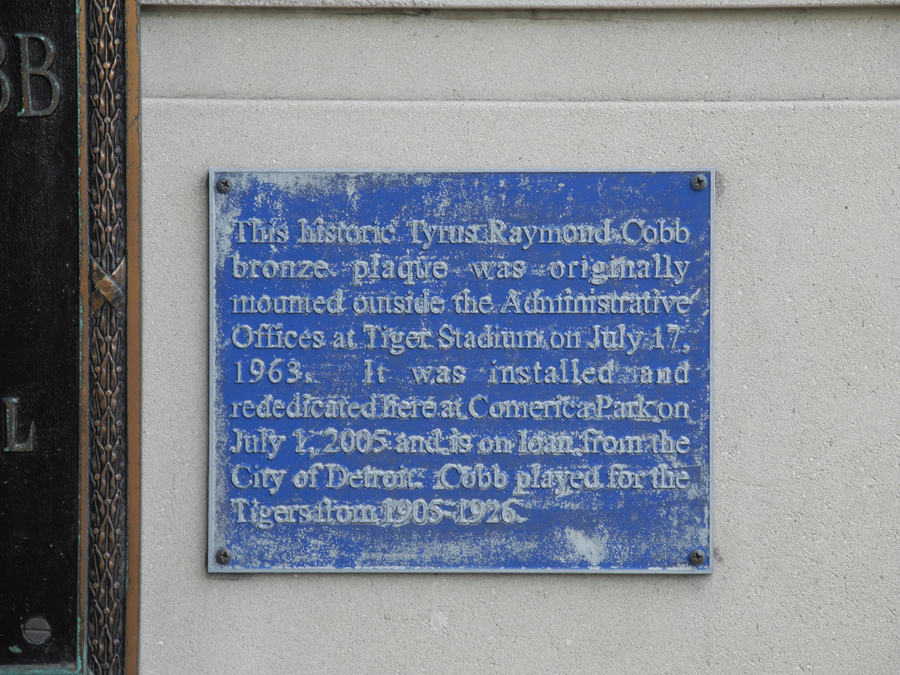 BB
L
This historic Tyrus Raymond Cobb
bronze plaque was originally
mounted outside the Administrative
Offices at Tiger Stadium on July 17,
1963. It was installed and
rededicated here at Comerica Park on
July 1, 2005 and is on loan from the
City of Detroit. Cobb played for the
Tigers from 1905-1926.